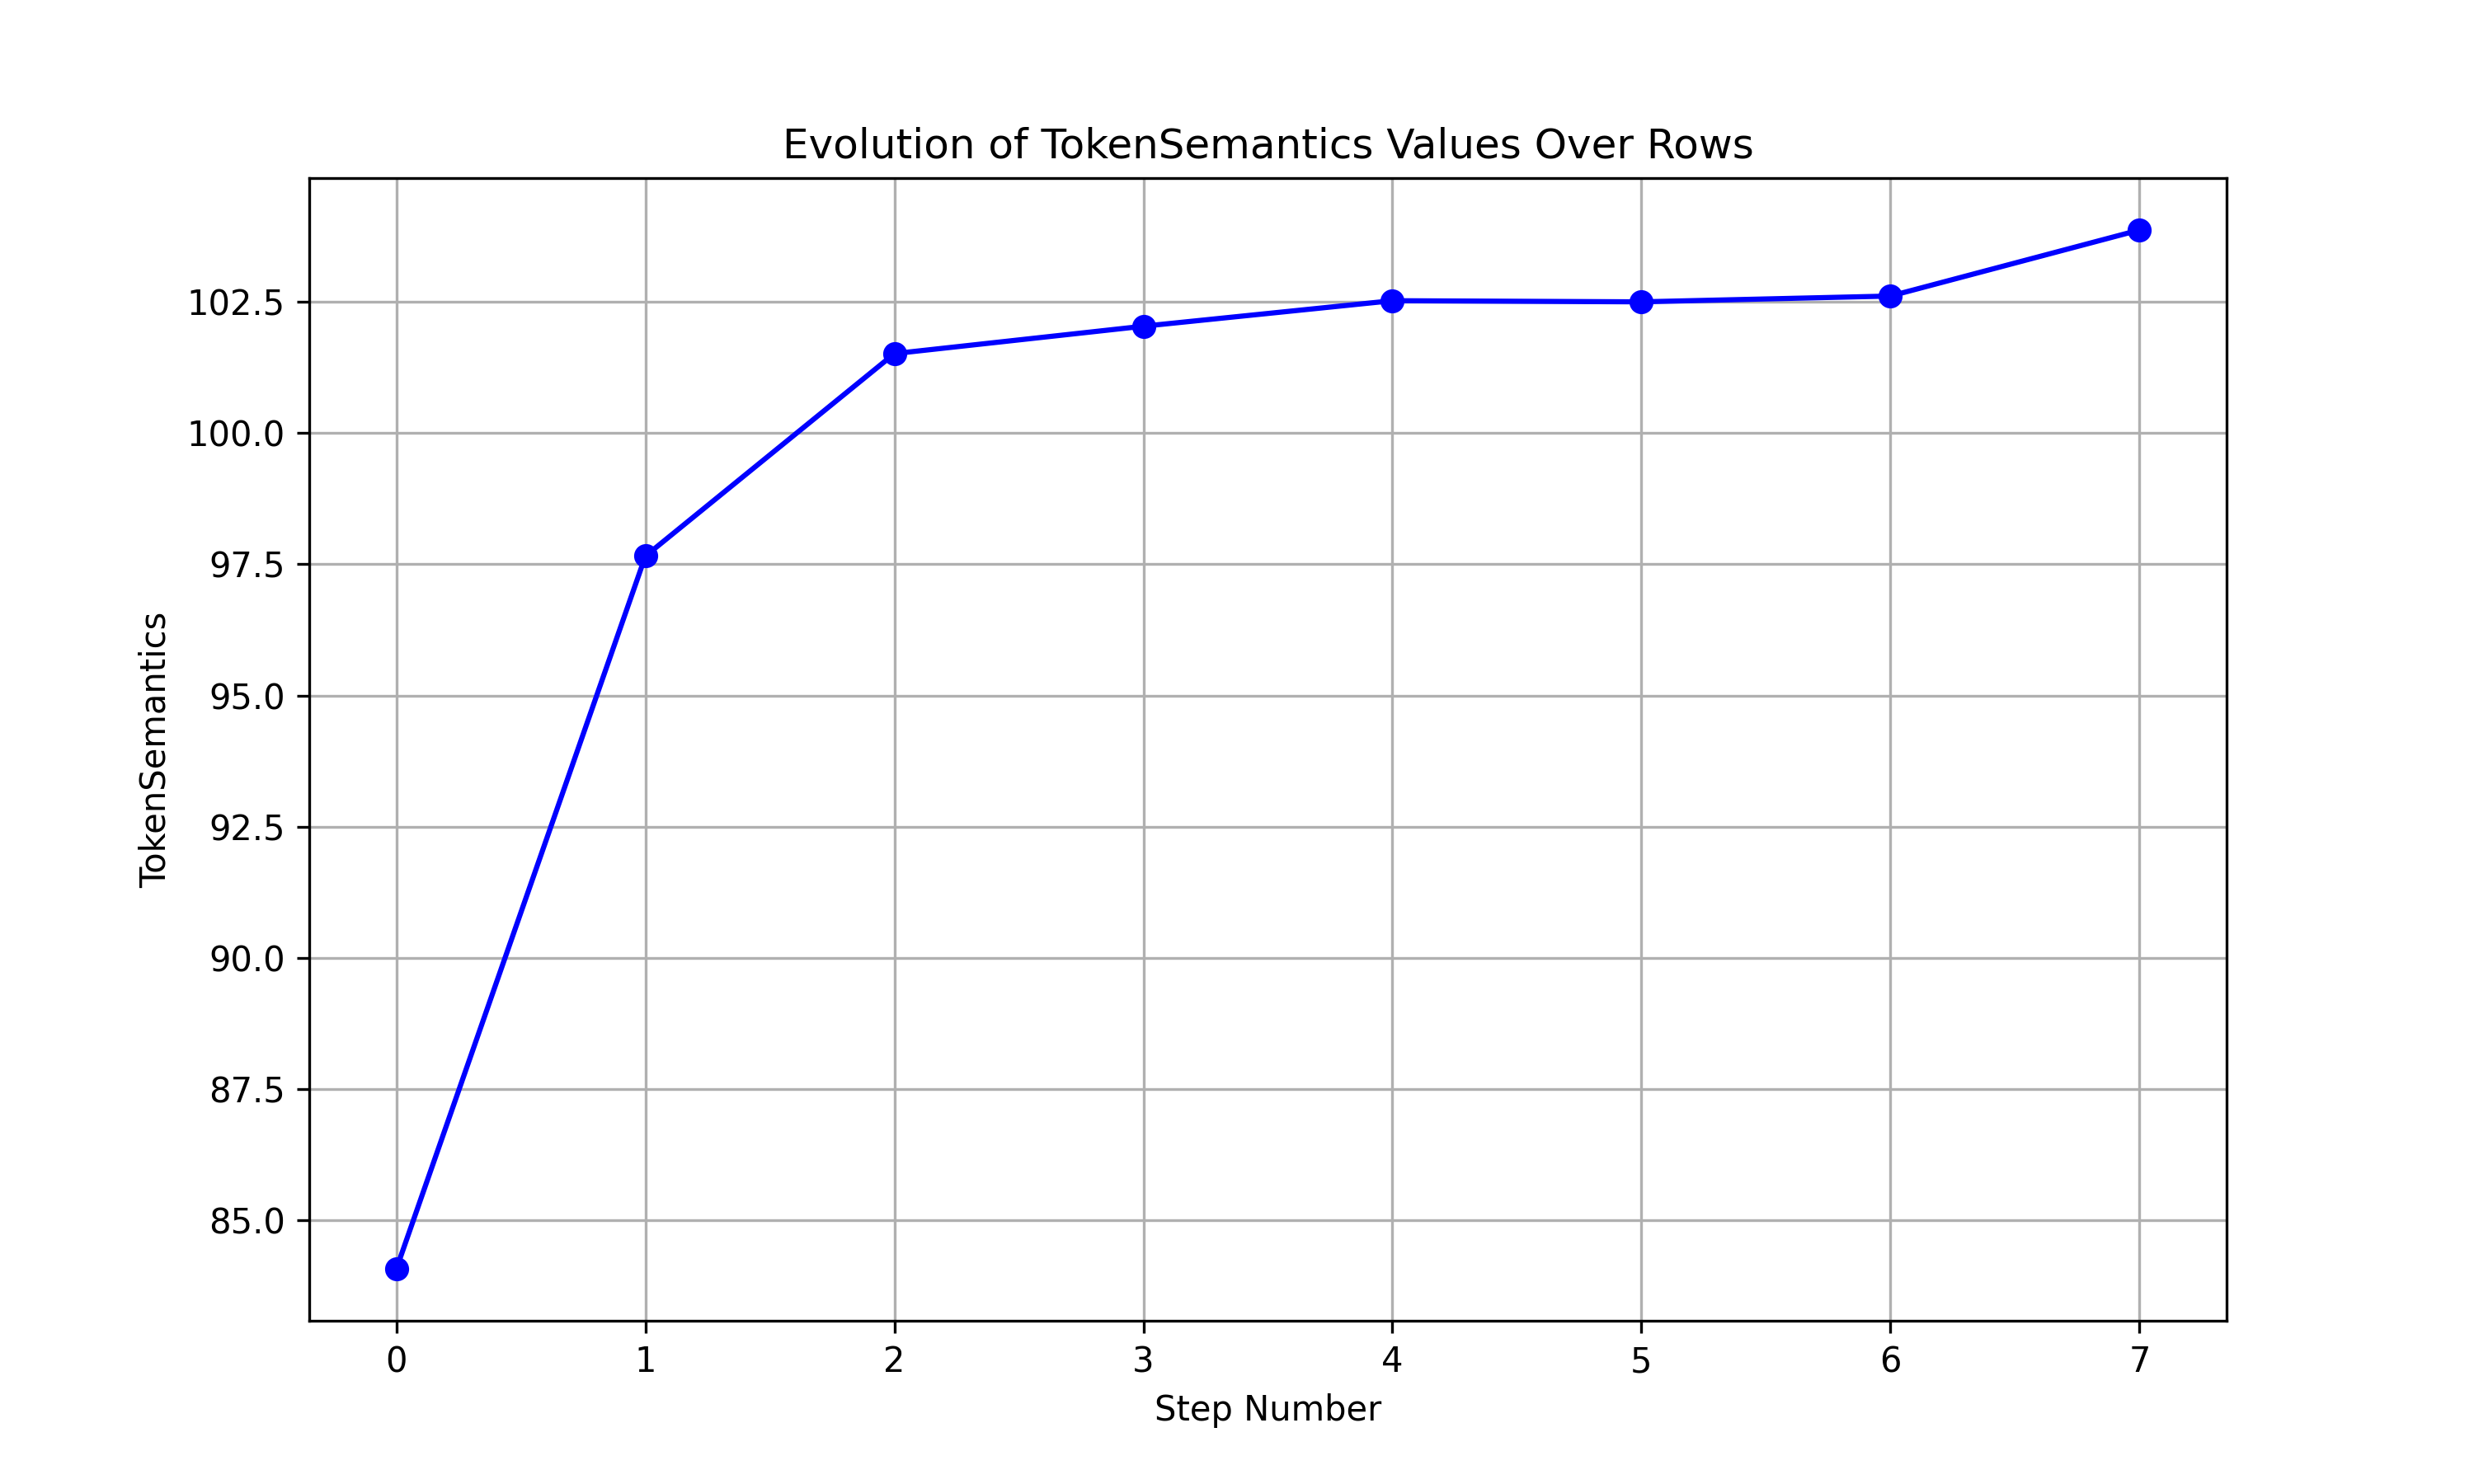 Evolution of TokenSemantics Values Over Rows
TokenSemantics
102.5
100.0
97.5
95.0
92.5
90.0
87.5
85.0
0 1 2 3 4 5 6 7
Step Number